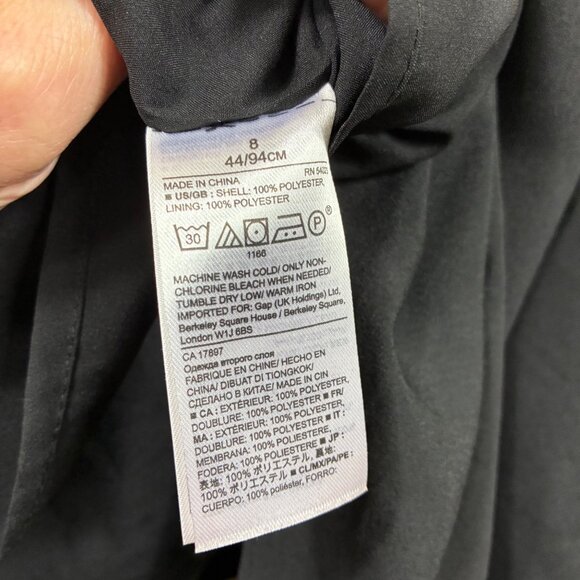 8
44/94CM
MADE IN CHINA
RN 54023
■ US/GB : SHELL: 100% POLYESTER
LINING: 100% POLYESTER
30
P®
1166
MACHINE WASH COLD/ ONLY NON-
CHLORINE BLEACH WHEN NEEDED/
TUMBLE DRY LOW/ WARM IRON
IMPORTED FOR: Gap (UK Holdings) Ltd,
Berkeley Square House / Berkeley Square,
London W1J 6BS
CA 17897
Одежда второго слоя
FABRIQUÉ EN CHINE/ HECHO EN
CHINA/ DIBUAT DI TIONGKOK/
СДЕЛАНО В КИТАЕ/ MADE IN CIN
■ CA : EXTÉRIEUR: 100% POLYESTER
DOUBLURE: 100% POLYESTER ■ FR/
MA : EXTÉRIEUR: 100% POLYESTER
DOUBLURE: 100% POLYESTER ■ IT :
MEMBRANA: 100% POLIESTERE
FODERA: 100% POLIESTERE ■ JP :
表地: 100% ポリエステル, 裏地:
100% ポリエステル ■ CL/MX/PA/PE:
CUERPO: 100% poliéster, FORRO: